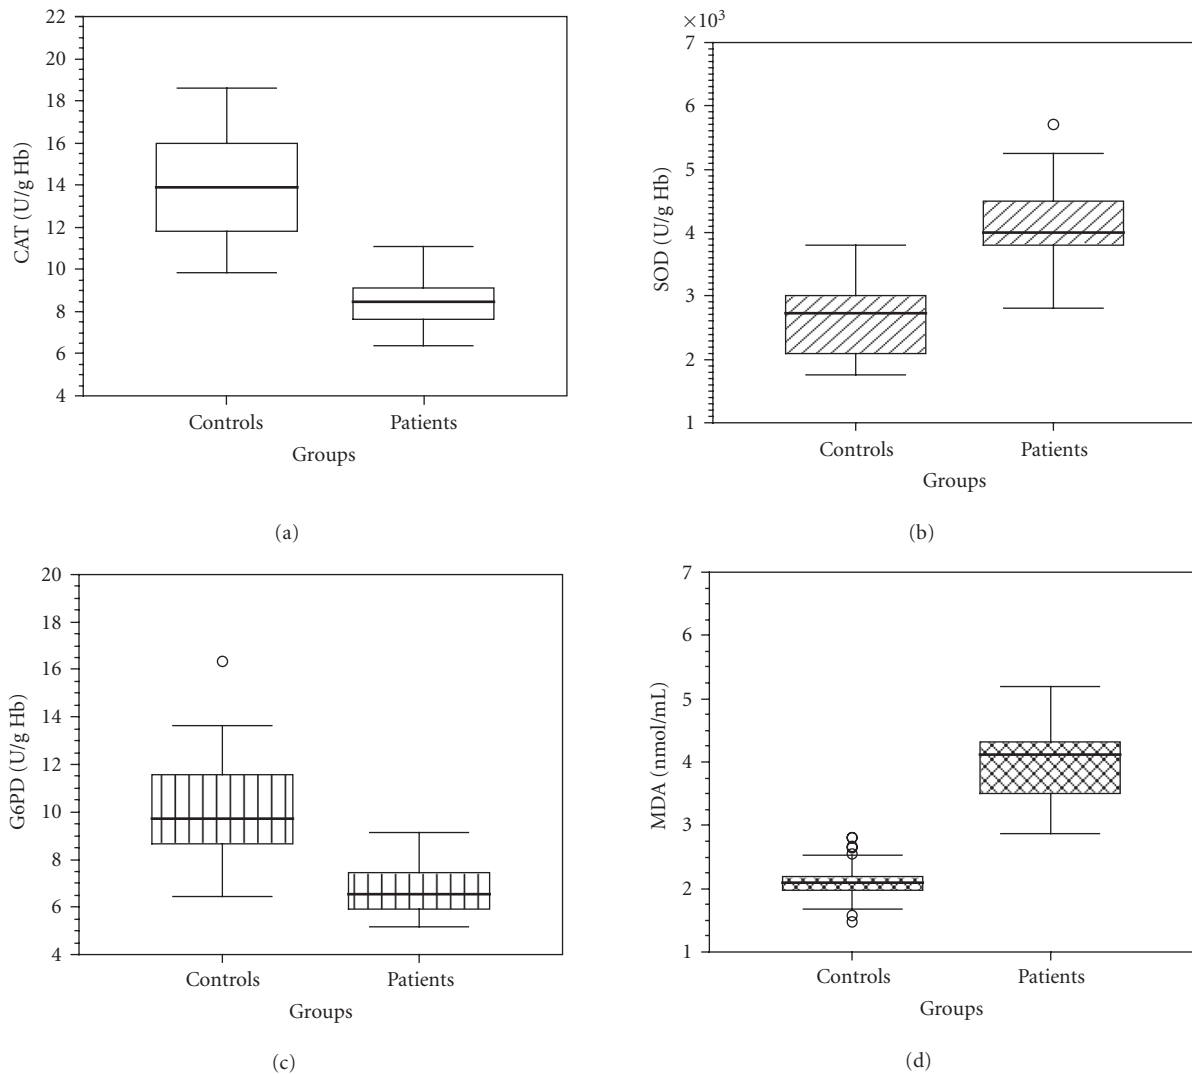 CAT (U/g Hb)
22
20
18
16
14
12
10
8
6
4
Controls
Patients
Groups
(a)
×10³
SOD (U/g Hb)
7
6
5
4
3
2
1
Controls
Patients
Groups
(b)
G6PD (U/g Hb)
20
18
16
14
12
10
8
6
4
Controls
Patients
Groups
(c)
MDA (nmol/mL)
7
6
5
4
3
2
1
Controls
Patients
Groups
(d)